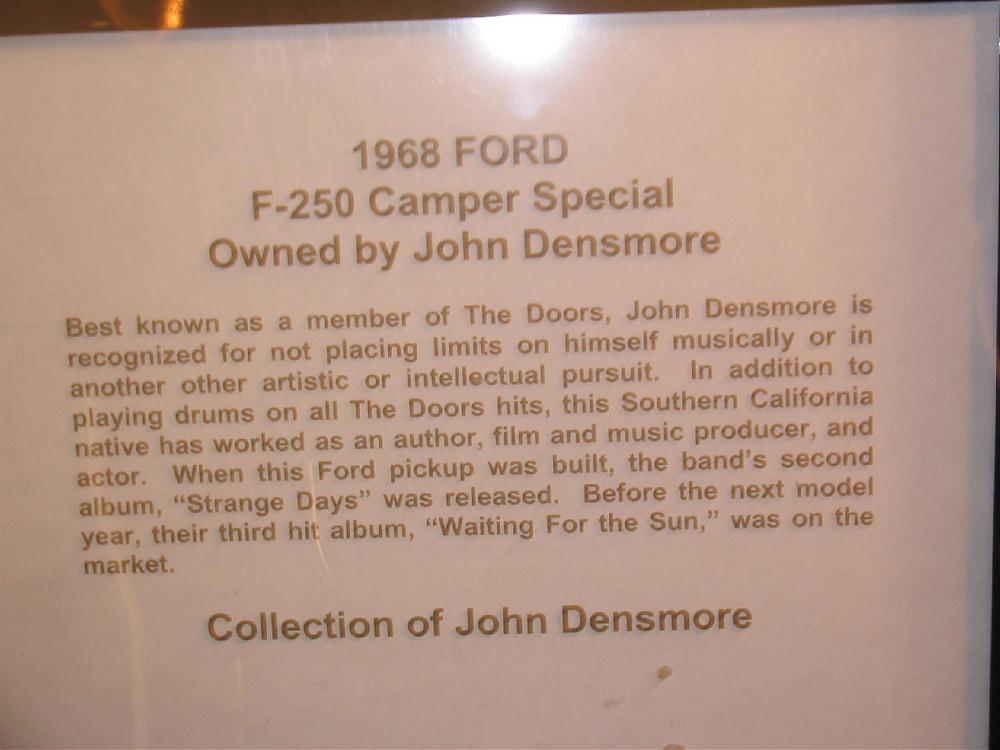 1968 FORD
F-250 Camper Special
Owned by John Densmore
Best known as a member of The Doors, John Densmore is
recognized for not placing limits on himself musically or in
another other artistic or intellectual pursuit.  In addition to
playing drums on all The Doors hits, this Southern California
native has worked as an author, film and music producer, and
actor.  When this Ford pickup was built, the band's second
album, “Strange Days” was released.  Before the next model
year, their third hit album, “Waiting For the Sun,” was on the
market.
Collection of John Densmore